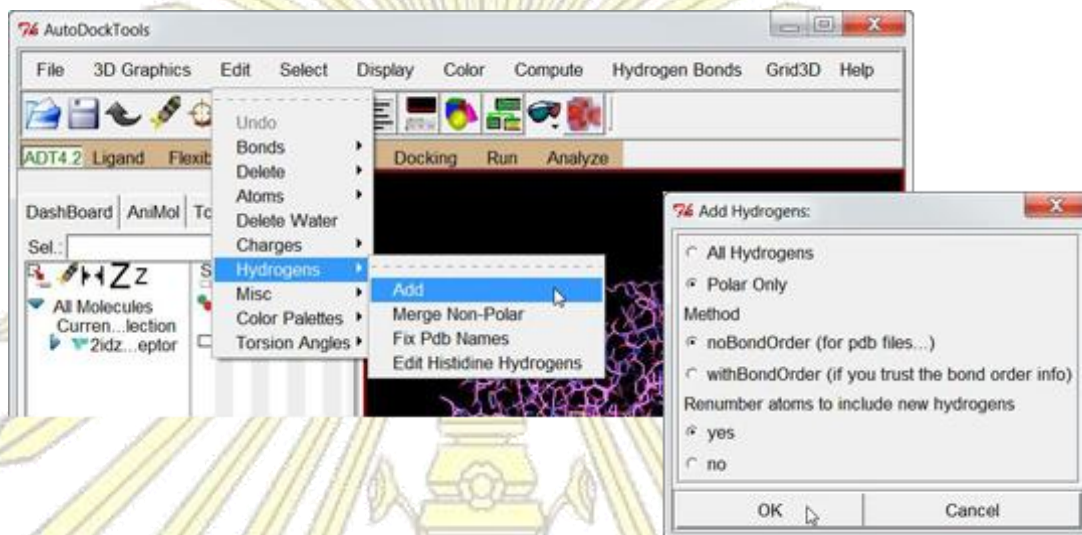 AutoDockTools
File 3D Graphics Edit Select Display Color Compute Hydrogen Bonds Grid3D Help
ADT4.2 Ligand Docking Run Analyze
DashBoard AniMol
Sel.:
All Molecules
Curren...lection
2idz...eptor
Undo
Bonds
Delete
Atoms
Delete Water
Charges
Hydrogens
Misc
Color Palettes
Torsion Angles
Add
Merge Non-Polar
Fix Pdb Names
Edit Histidine Hydrogens
Add Hydrogens:
All Hydrogens
Polar Only
Method
noBondOrder (for pdb files...)
withBondOrder (if you trust the bond order info)
Renumber atoms to include new hydrogens
yes
no
OK Cancel